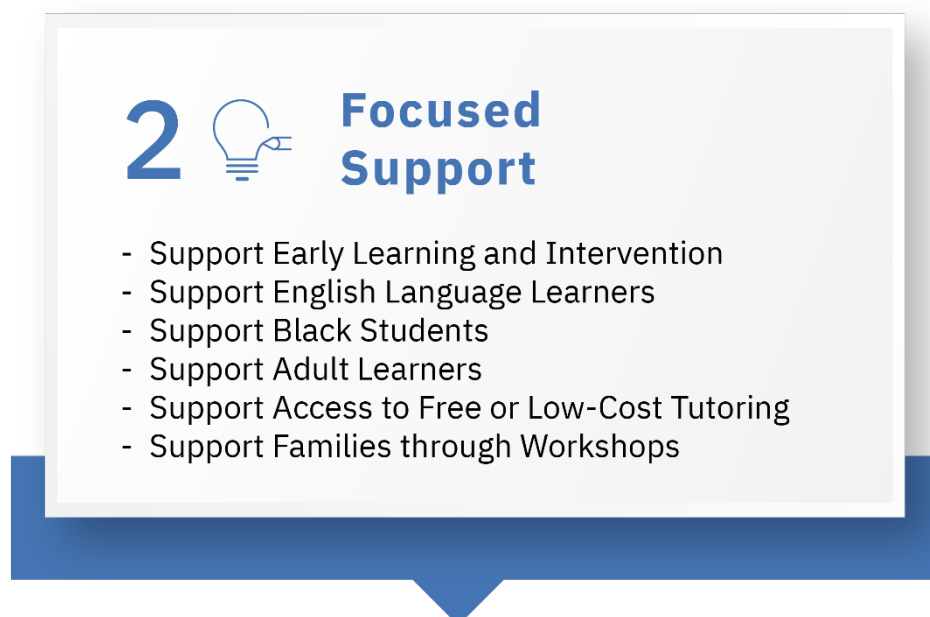 2
Focused
Support
- Support Early Learning and Intervention
- Support English Language Learners
- Support Black Students
- Support Adult Learners
- Support Access to Free or Low-Cost Tutoring
- Support Families through Workshops